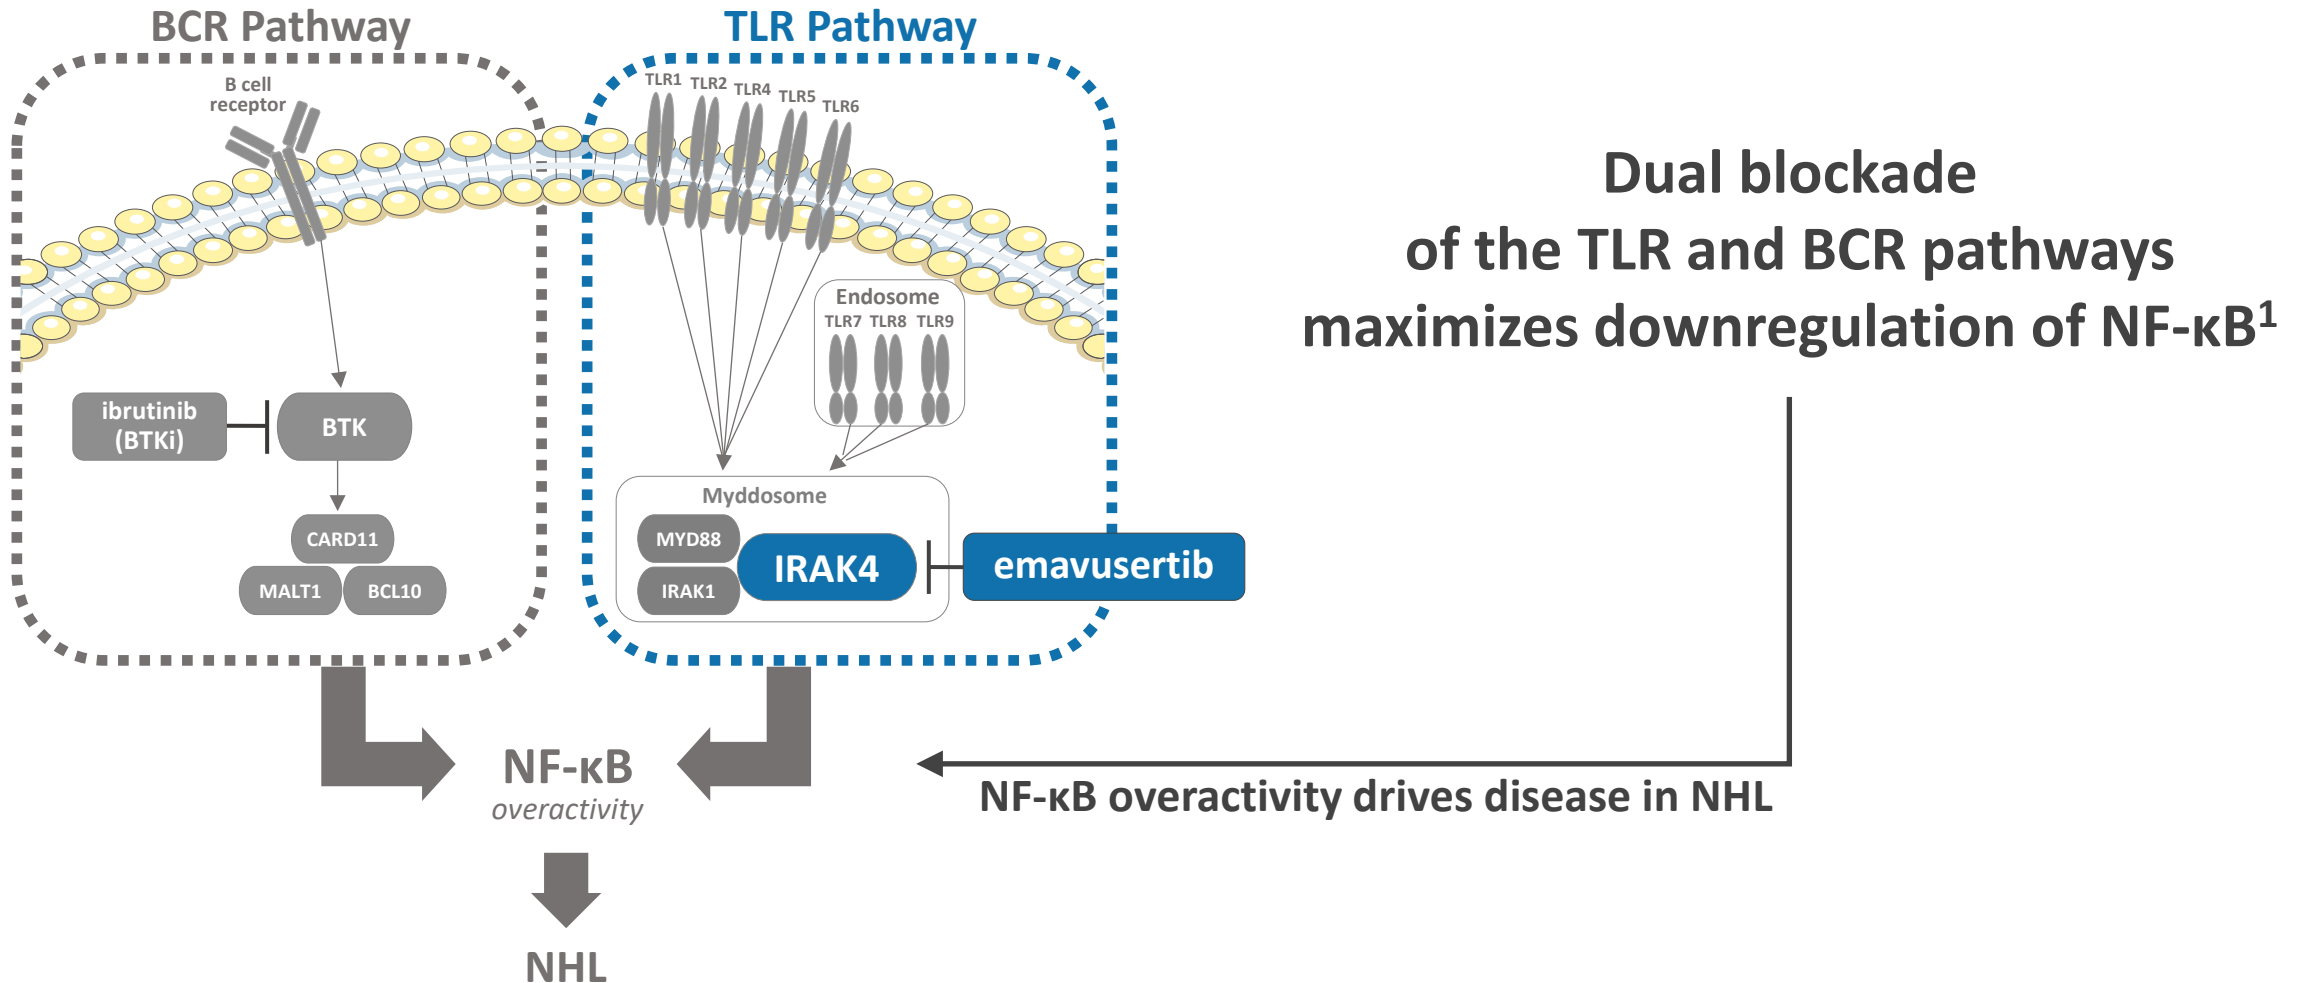 BCR Pathway
TLR Pathway
B cell
receptor
TLR1
TLR2
TLR4
TLR5
TLR6
Endosome
TLR7
TLR8
TLR9
ibrutinib
(BTKi)
BTK
CARD11
MALT1
BCL10
Myddosome
MYD88
IRAK1
IRAK4
emavusertib
NF-κB
overactivity
NHL
Dual blockade
of the TLR and BCR pathways
maximizes downregulation of NF-κB¹
NF-κB overactivity drives disease in NHL